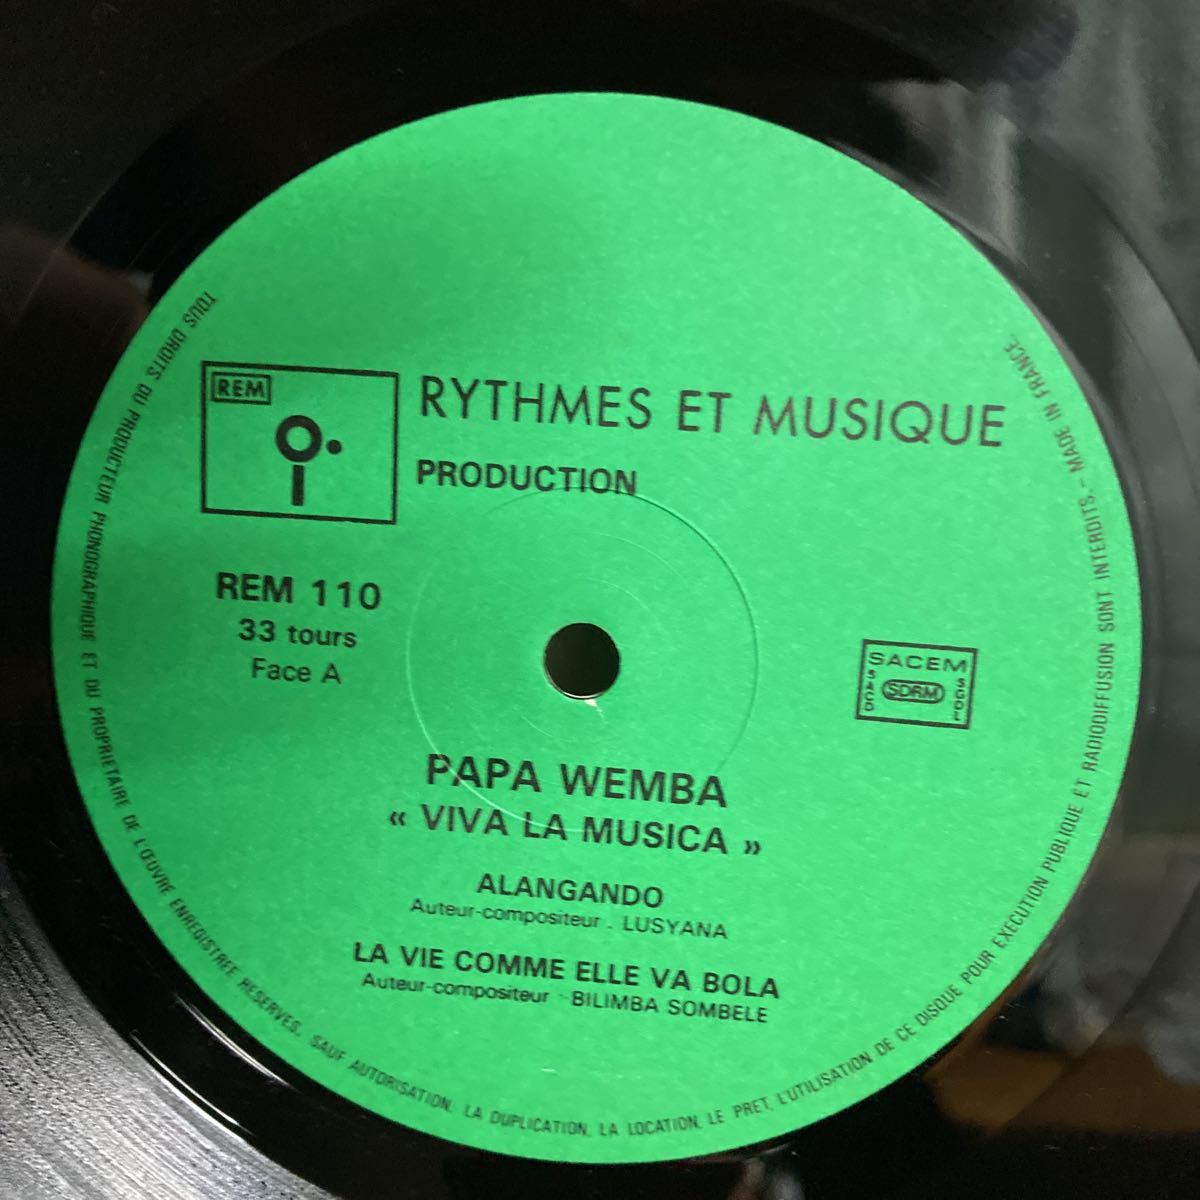 REM
RYTHMES ET MUSIQUE
PRODUCTION
REM 110
33 tours
Face A
SACEM
SACD
SDRM
SGDL
PAPA WEMBA
« VIVA LA MUSICA »
ALANGANDO
Auteur-compositeur . LUSYANA
LA VIE COMME ELLE VA BOLA
Auteur-compositeur - BILIMBA SOMBELE
TOUS DROITS DU PRODUCTEUR PHONOGRAPHIQUE ET DU PROPRIETAIRE DE L'ŒUVRE ENREGISTREE RESERVES. SAUF AUTORISATION, LA DUPLICATION, LA LOCATION, LE PRET, L'UTILISATION DE CE DISQUE POUR EXECUTION PUBLIQUE ET RADIODIFFUSION SONT INTERDITS - MADE IN FRANCE.